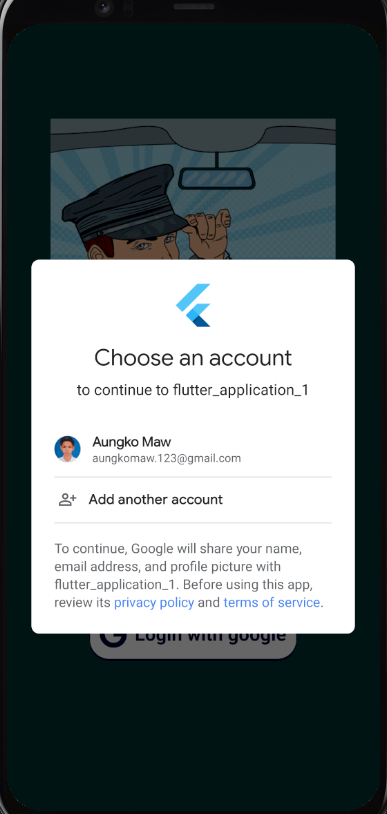 Choose an account
to continue to flutter_application_1
Aungko Maw
aungkomaw.123@gmail.com
Add another account
To continue, Google will share your name,
email address, and profile picture with
flutter_application_1. Before using this app,
review its privacy policy and terms of service.
Login with google